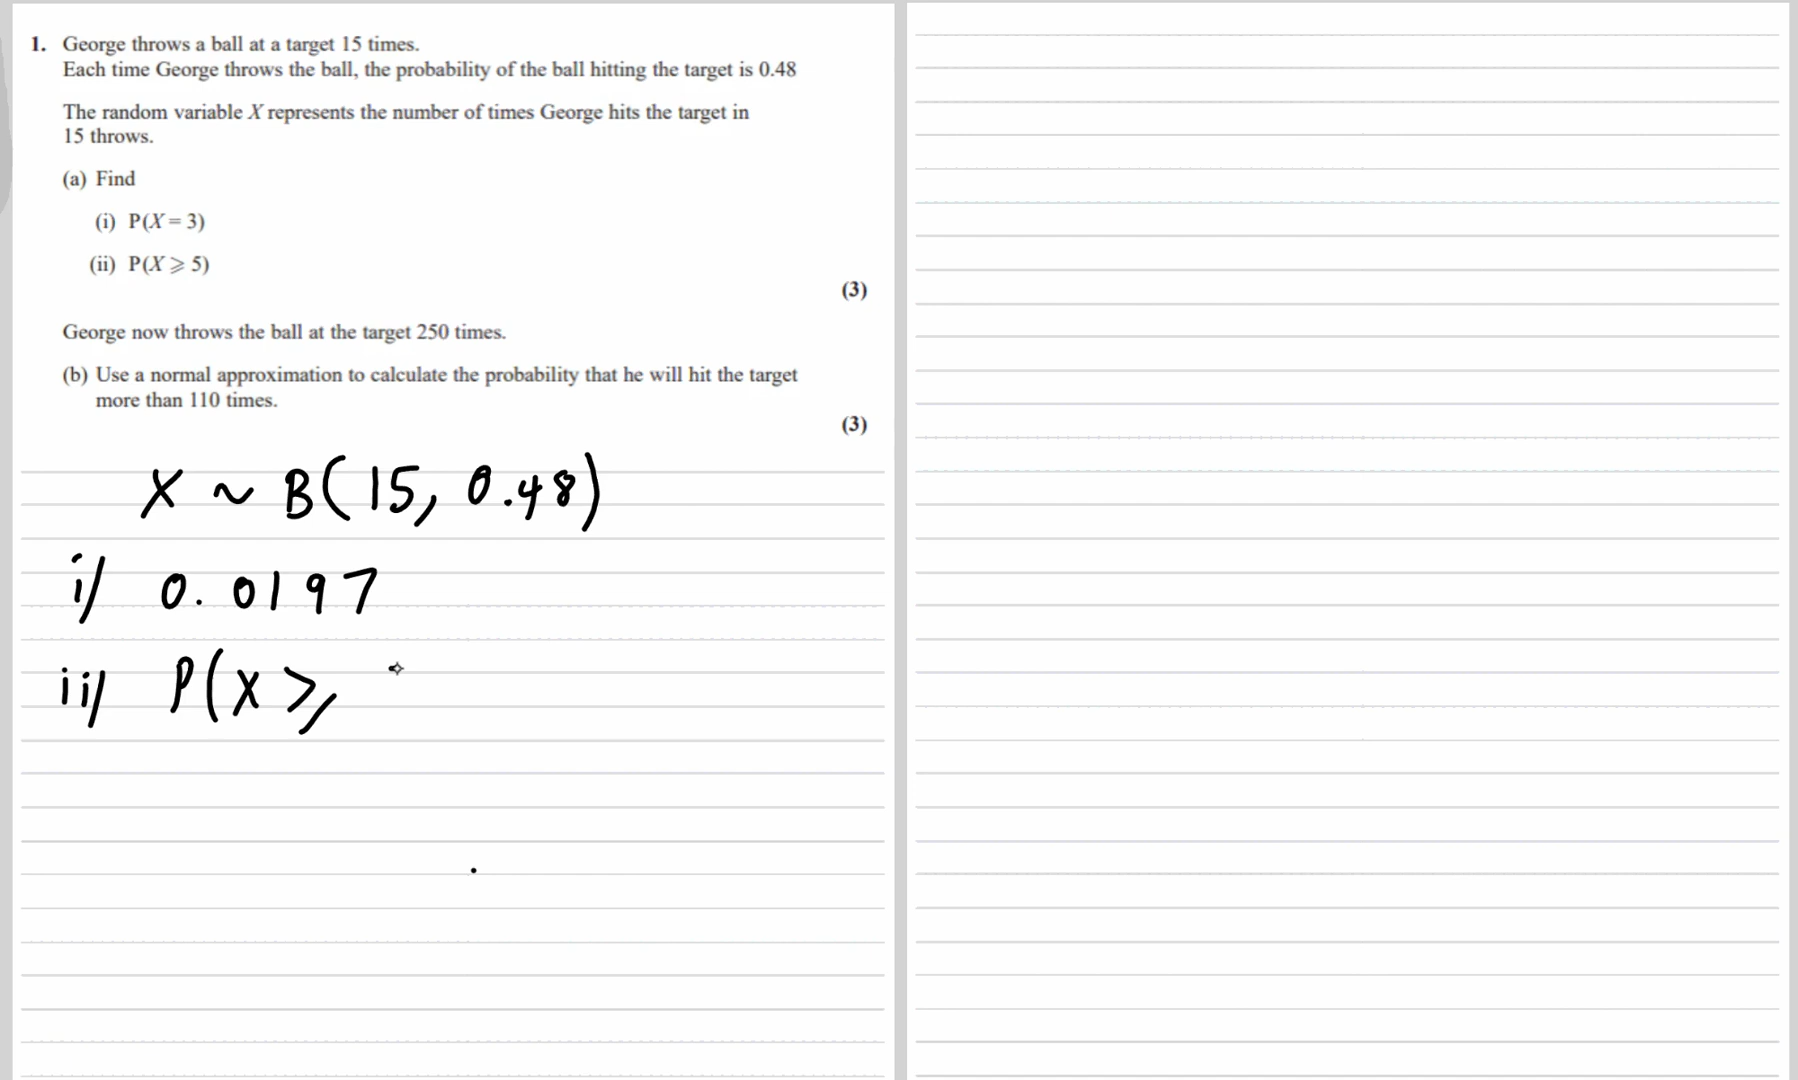 1. George throws a ball at a target 15 times.
Each time George throws the ball, the probability of the ball hitting the target is 0.48
The random variable X represents the number of times George hits the target in
15 throws.
(a) Find
(i) P(X = 3)
(ii) P(X ⩾ 5)
(3)
George now throws the ball at the target 250 times.
(b) Use a normal approximation to calculate the probability that he will hit the target
more than 110 times.
(3)
X ~ B(15, 0.48)
i/ 0.0197
ii/ P(X ⩾